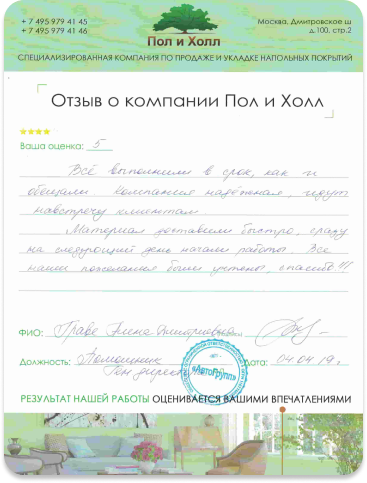 + 7 495 979 41 45
+ 7 495 979 41 46
Москва, Дмитровское ш
д.100, стр.2
Пол и Холл
СПЕЦИАЛИЗИРОВАННАЯ КОМПАНИЯ ПО ПРОДАЖЕ И УКЛАДКЕ НАПОЛЬНЫХ ПОКРЫТИЙ
Отзыв о компании Пол и Холл
Ваша оценка: 5
Всё выполнили в срок, как и
обещали Компания надёжная, идут
навстречу клиентам
Материал доставили быстро, сразу
на следующий день начали работы. Все
наши пожелания были учтены, спасибо!!!
ФИО: Граве Елена Дмитриевна
Должность: Помошник
Ген директора
«АвтоГрупп»
Дата: 04.04.19г
РЕЗУЛЬТАТ НАШЕЙ РАБОТЫ ОЦЕНИВАЕТСЯ ВАШИМИ ВПЕЧАТЛЕНИЯМИ